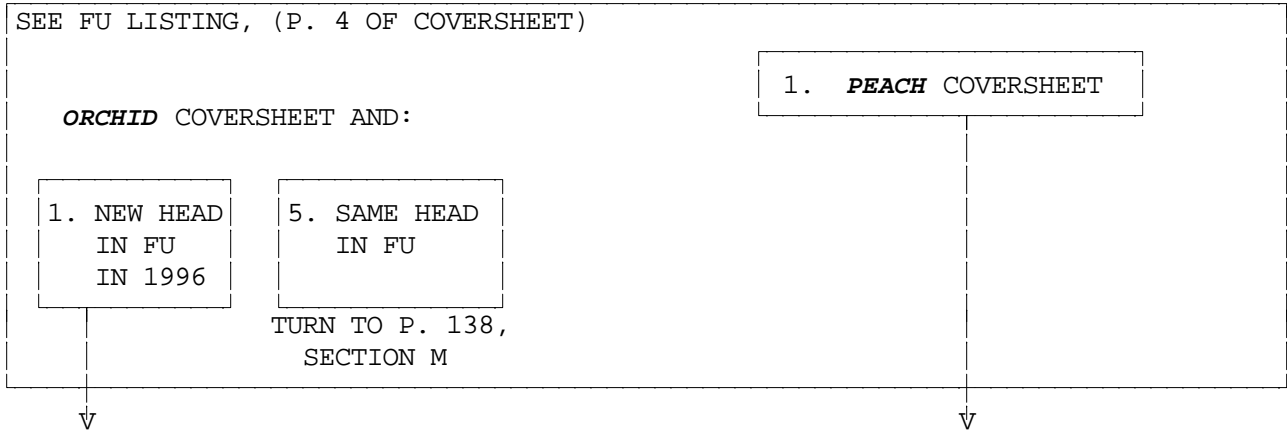 SEE FU LISTING, (P. 4 OF COVERSHEET)
1. PEACH COVERSHEET
ORCHID COVERSHEET AND:
1. NEW HEAD
IN FU
IN 1996
5. SAME HEAD
IN FU
TURN TO P. 138,
SECTION M